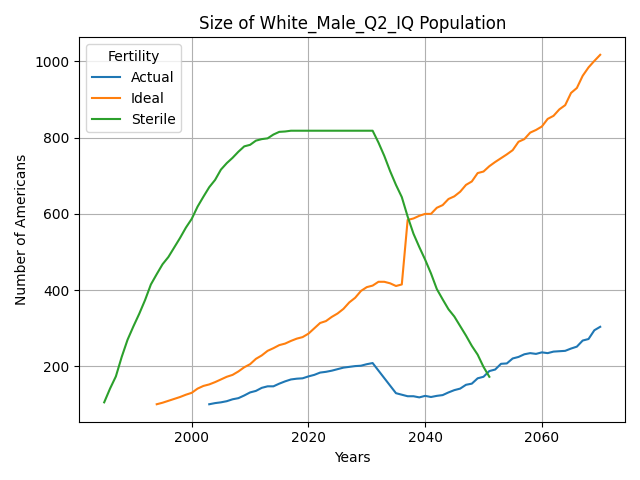 Size of White_Male_Q2_IQ Population
Fertility
Actual
Ideal
Sterile
Number of Americans
1000
800
600
400
200
2000
2020
2040
2060
Years